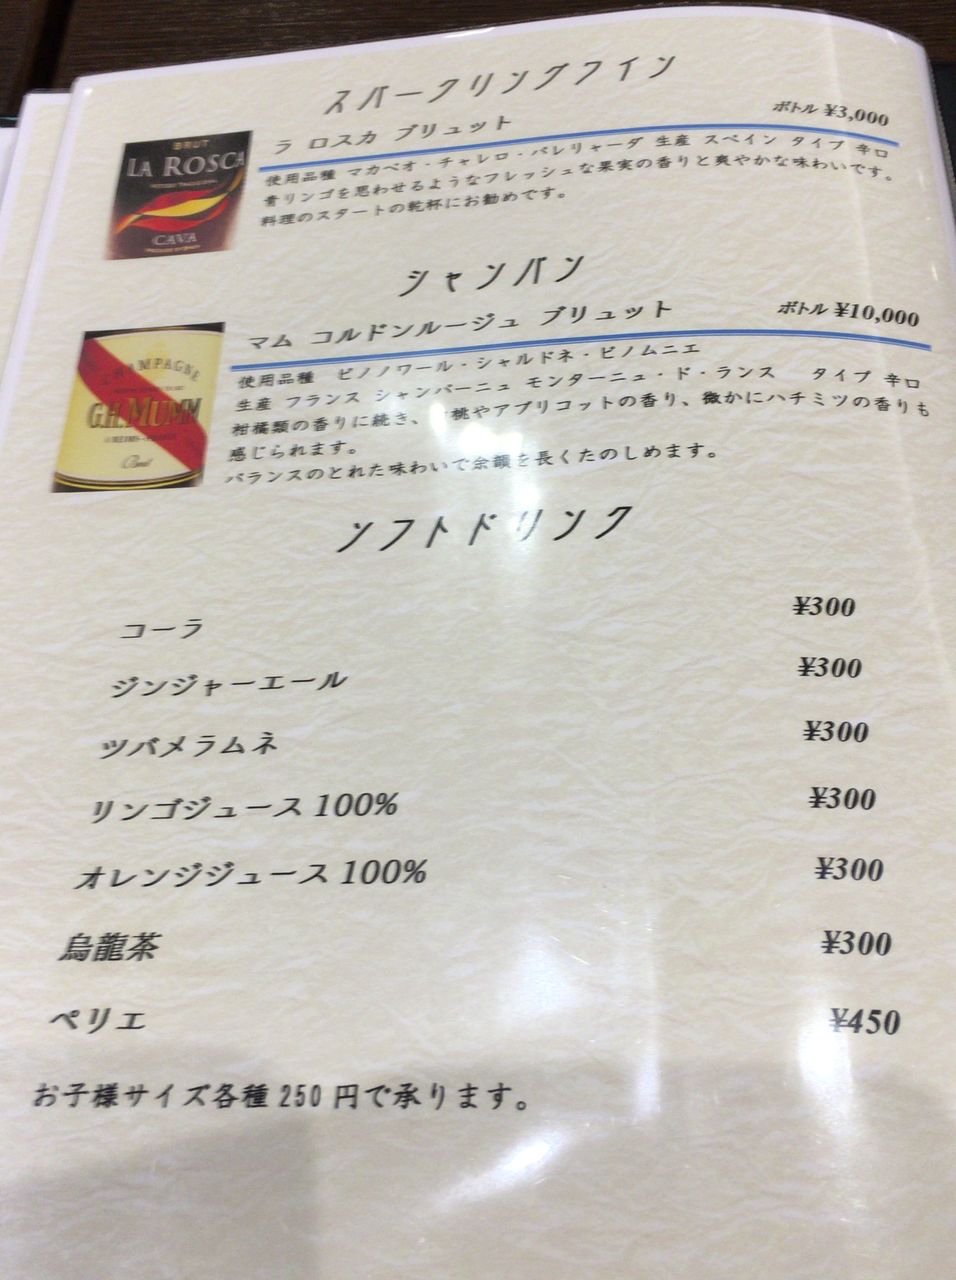 スパークリングワイン
ラ ロスカ ブリュット ボトル ¥3,000
使用品種 マカベオ・チャレロ・パレリャーダ 生産 スペイン タイプ 辛口
青リンゴを思わせるようなフレッシュな果実の香りと爽やかな味わいです。
料理のスタートの乾杯にお勧めです。
BRUT
LA ROSCA
CAVA
シャンパン
マム コルドンルージュ ブリュット ボトル ¥10,000
使用品種 ピノノワール・シャルドネ・ピノムニエ
生産 フランス シャンパーニュ モンターニュ・ド・ランス タイプ 辛口
柑橘類の香りに続き、桃やアプリコットの香り、微かにハチミツの香りも
感じられます。
バランスのとれた味わいで余韻を長くたのしめます。
CHAMPAGNE
G.H.MUMM
Brut
ソフトドリンク
コーラ ¥300
ジンジャーエール ¥300
ツバメラムネ ¥300
リンゴジュース 100% ¥300
オレンジジュース 100% ¥300
烏龍茶 ¥300
ペリエ ¥450
お子様サイズ各種 250 円で承ります。